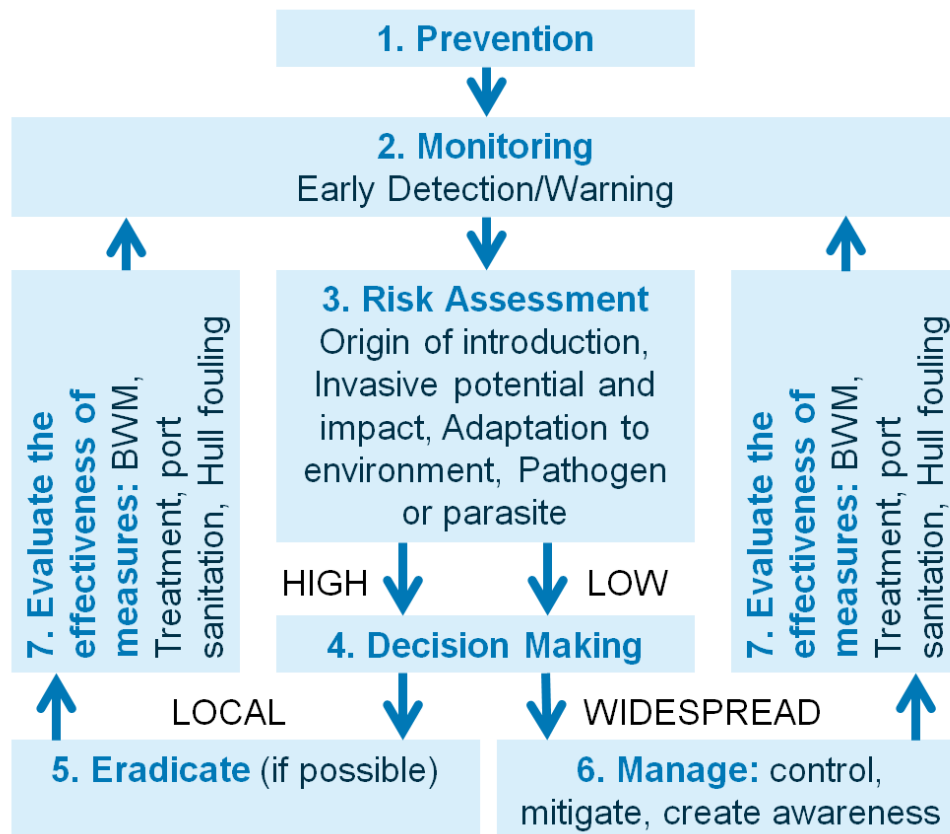 1. Prevention
2. Monitoring
Early Detection/Warning
3. Risk Assessment
Origin of introduction,
Invasive potential and
impact, Adaptation to
environment, Pathogen
or parasite
7. Evaluate the
effectiveness of
measures: BWM,
Treatment, port
sanitation, Hull fouling
7. Evaluate the
effectiveness of
measures: BWM,
Treatment, port
sanitation, Hull fouling
HIGH
LOW
4. Decision Making
LOCAL
WIDESPREAD
5. Eradicate (if possible)
6. Manage: control,
mitigate, create awareness